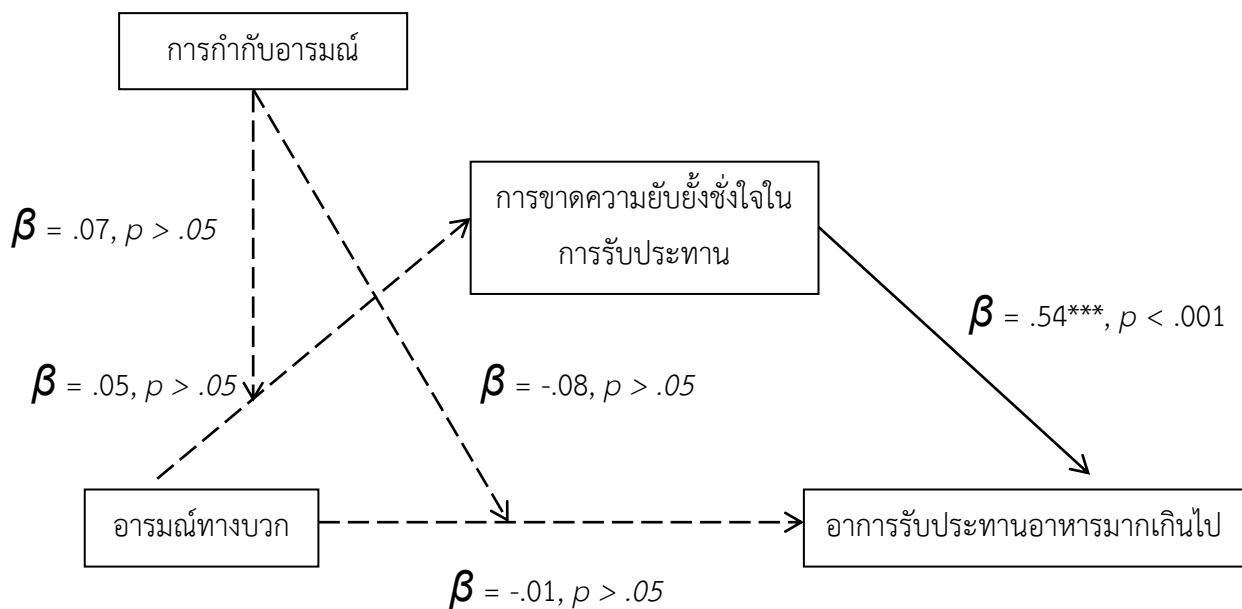 การกำกับอารมณ์
การขาดความยับยั้งชั่งใจใน
การรับประทาน
β = .07, p > .05
β = .54***, p < .001
β = .05, p > .05
β = -.08, p > .05
อารมณ์ทางบวก
อาการรับประทานอาหารมากเกินไป
β = -.01, p > .05